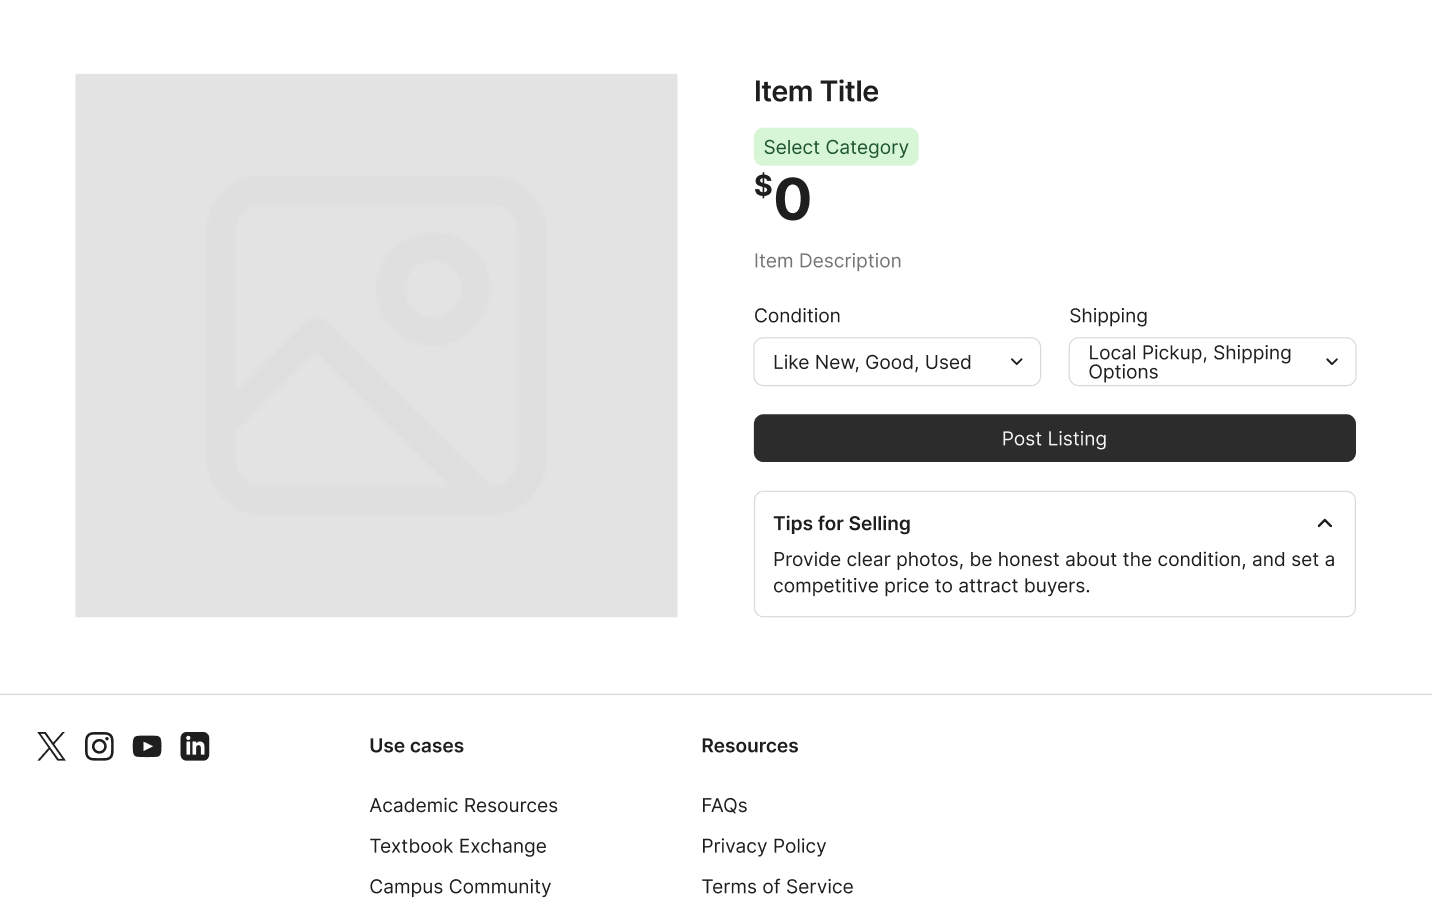 Item Title
Select Category
$0
Item Description
Condition
Shipping
Like New, Good, Used
Local Pickup, Shipping
Options
Post Listing
Tips for Selling
Provide clear photos, be honest about the condition, and set a
competitive price to attract buyers.
Use cases
Academic Resources
Textbook Exchange
Campus Community
Resources
FAQs
Privacy Policy
Terms of Service